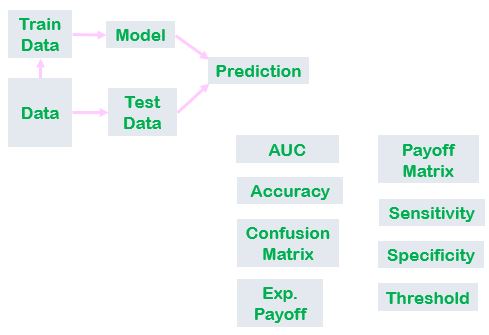 Train
Data
Model
Prediction
Data
Test
Data
AUC
Payoff
Matrix
Accuracy
Sensitivity
Confusion
Matrix
Specificity
Exp.
Payoff
Threshold